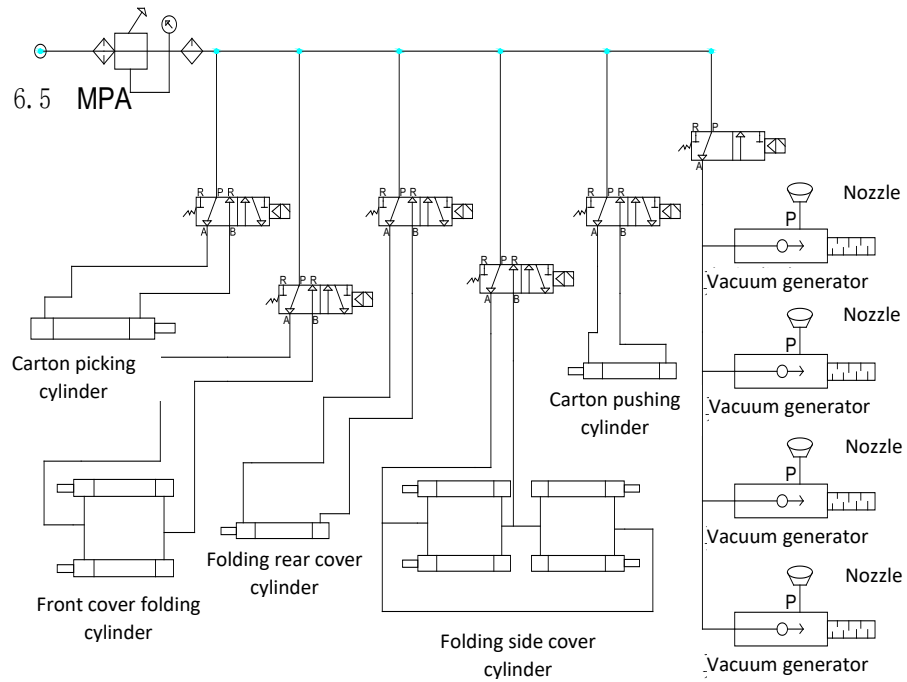 6.5 MPA
R P
A
R P R
A B
R P R
A B
R P R
A B
R P R
A B
R P R
A B
Nozzle
P
Vacuum generator
Nozzle
P
Vacuum generator
Nozzle
P
Vacuum generator
Nozzle
P
Vacuum generator
Carton picking
cylinder
Carton pushing
cylinder
Front cover folding
cylinder
Folding rear cover
cylinder
Folding side cover
cylinder